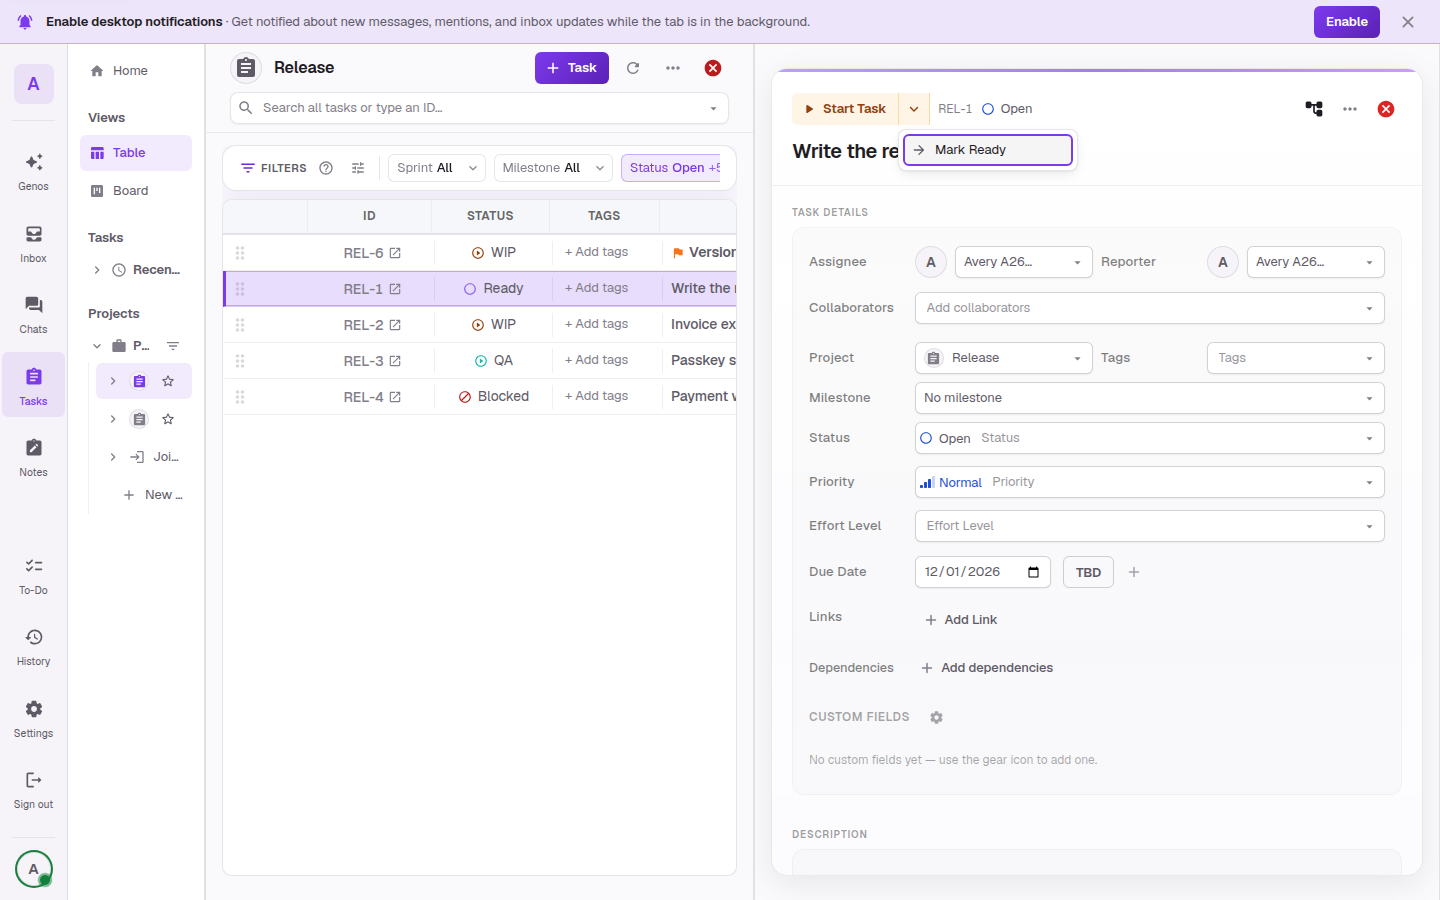 Enable desktop notifications · Get notified about new messages, mentions, and inbox updates while the tab is in the background.
Enable
A
Genos
Inbox
Chats
Tasks
Notes
To-Do
History
Settings
Sign out
A
Home
Views
Table
Board
Tasks
Recen...
Projects
P...
Joi...
New ...
Release
+ Task
Search all tasks or type an ID...
FILTERS
Sprint All
Milestone All
Status Open +5
ID STATUS TAGS
REL-6 WIP + Add tags Version
REL-1 Ready + Add tags Write the
REL-2 WIP + Add tags Invoice ex
REL-3 QA + Add tags Passkey s
REL-4 Blocked + Add tags Payment
Start Task
REL-1 Open
Mark Ready
Write the re
TASK DETAILS
Assignee A Avery A26... Reporter A Avery A26...
Collaborators Add collaborators
Project Release Tags Tags
Milestone No milestone
Status Open Status
Priority Normal Priority
Effort Level Effort Level
Due Date 12/01/2026 TBD
Links + Add Link
Dependencies + Add dependencies
CUSTOM FIELDS
No custom fields yet — use the gear icon to add one.
DESCRIPTION